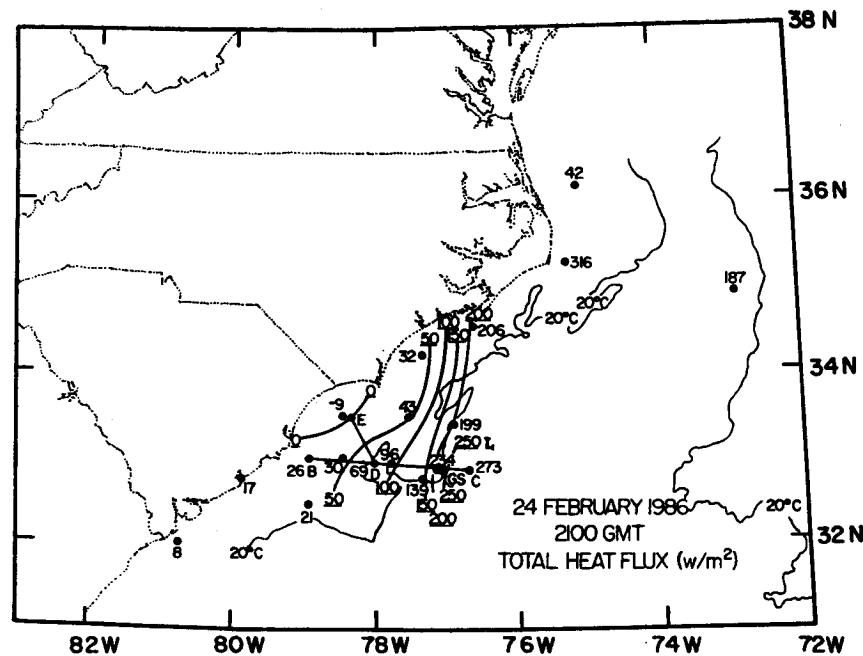 38 N
42
36 N
316
187
20°C
20°C
200
100
50
150
206
32
34 N
0
-9
E
43
199
0
250
273
26 B
30
69
D
96
234
GS C
17
100
139
250
50
150
24 FEBRUARY 1986
20°C
200
21
2100 GMT
32 N
8
20°C
TOTAL HEAT FLUX (w/m²)
82W 80W 78W 76W 74W 72W